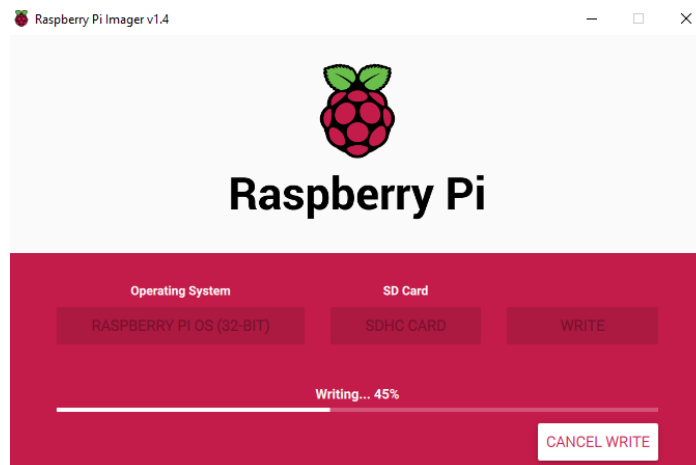 Raspberry Pi Imager v1.4
Raspberry Pi
Operating System
SD Card
RASPBERRY PI OS (32-BIT)
SDHC CARD
WRITE
Writing... 45%
CANCEL WRITE